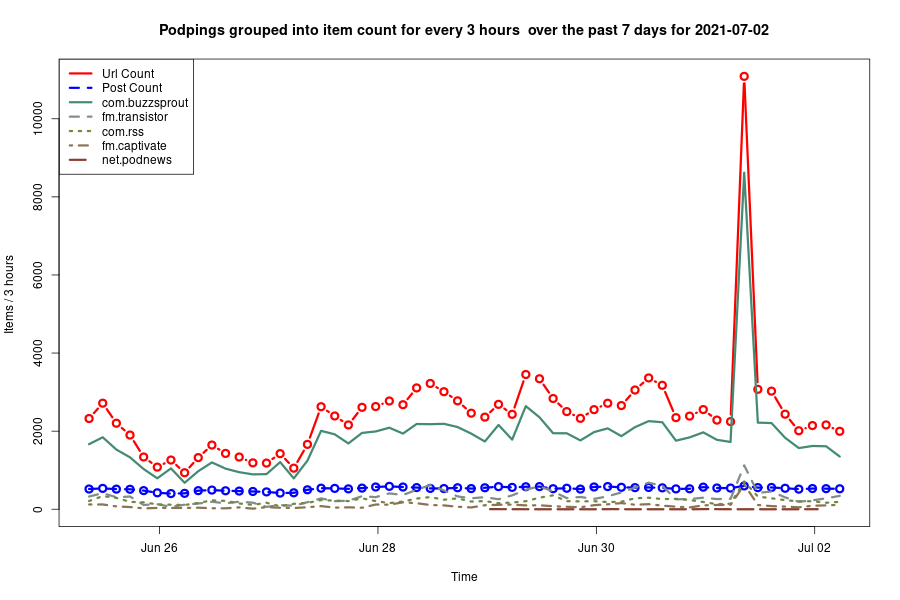 Podpings grouped into item count for every 3 hours  over the past 7 days for 2021-07-02
Url Count
Post Count
com.buzzsprout
fm.transistor
com.rss
fm.captivate
net.podnews
Items / 3 hours
10000
8000
6000
4000
2000
0
Jun 26
Jun 28
Jun 30
Jul 02
Time